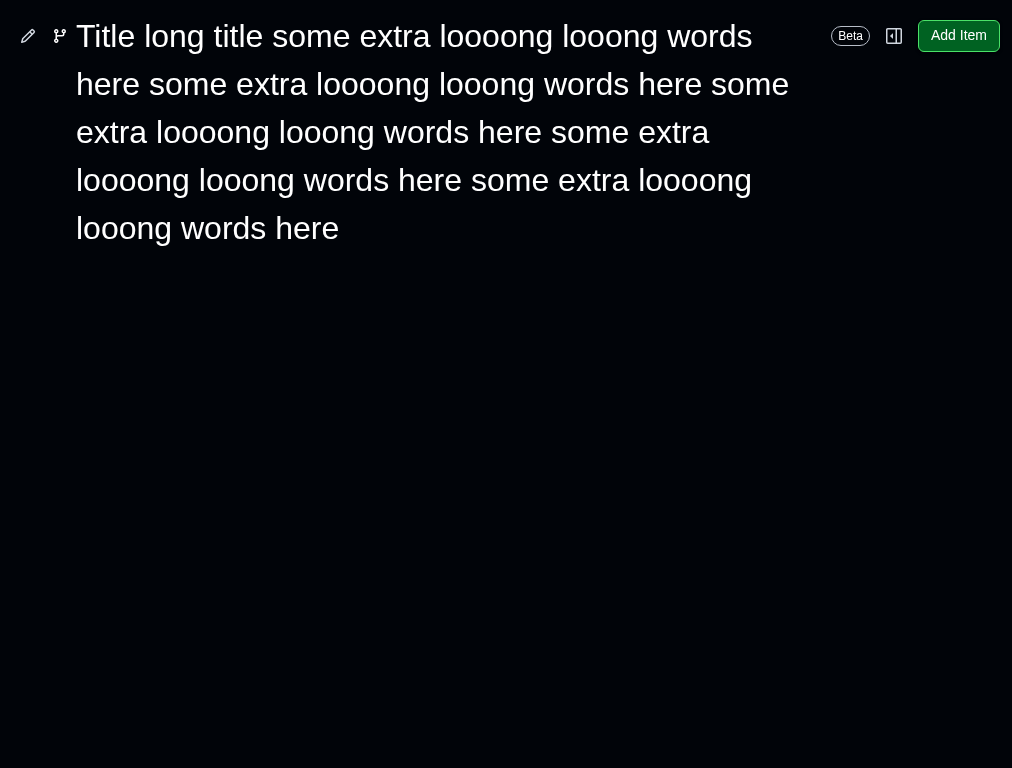 Title long title some extra loooong looong words
here some extra loooong looong words here some
extra loooong looong words here some extra
loooong looong words here some extra loooong
looong words here
Beta
Add Item